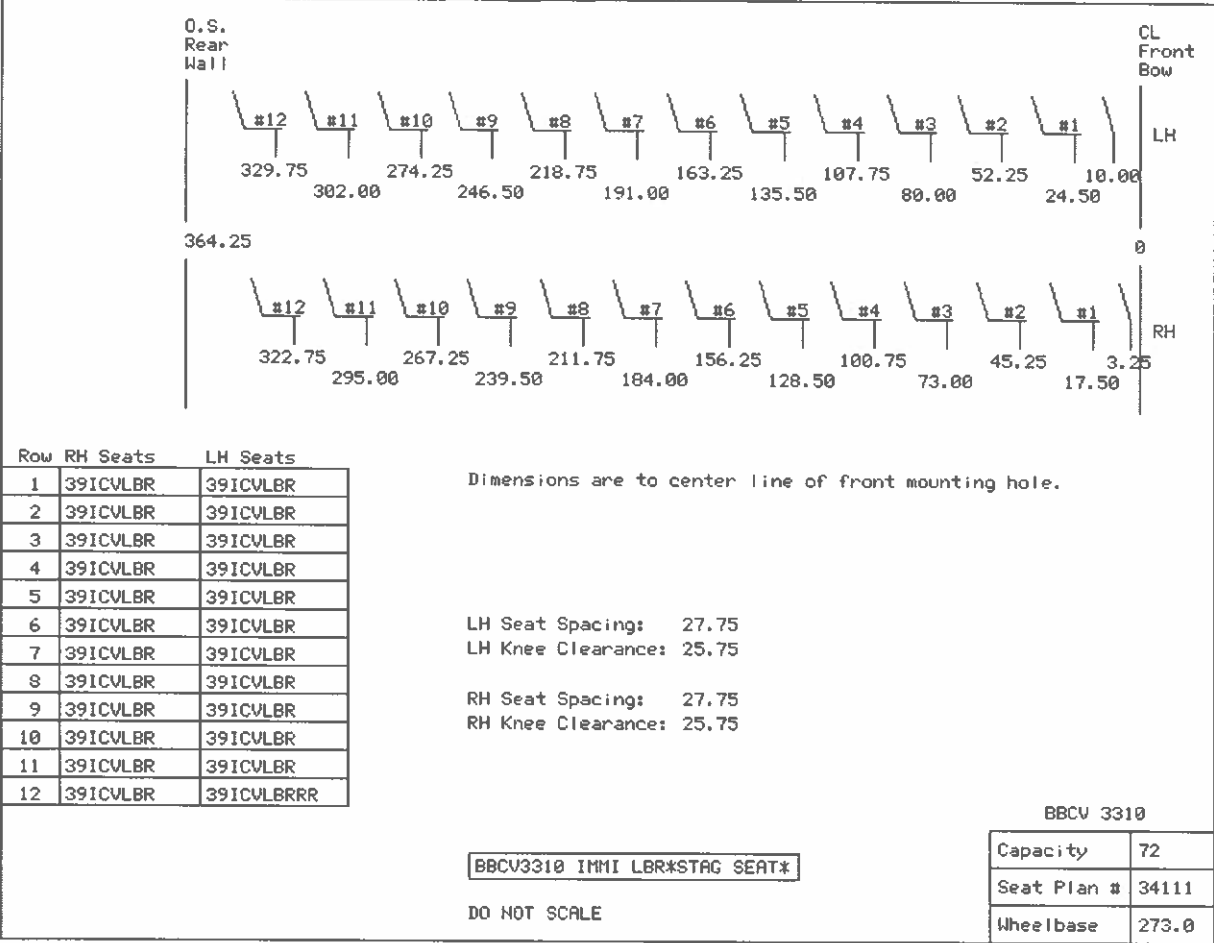 O.S.
Rear
Wall
CL
Front
Bow
#12 #11 #10 #9 #8 #7 #6 #5 #4 #3 #2 #1
LH
329.75 274.25 218.75 163.25 107.75 52.25 10.00
302.00 246.50 191.00 135.50 80.00 24.50
364.25 0
#12 #11 #10 #9 #8 #7 #6 #5 #4 #3 #2 #1
RH
322.75 267.25 211.75 156.25 100.75 45.25 3.25
295.00 239.50 184.00 128.50 73.00 17.50
Row RH Seats LH Seats
1 39ICVLBR 39ICVLBR
2 39ICVLBR 39ICVLBR
3 39ICVLBR 39ICVLBR
4 39ICVLBR 39ICVLBR
5 39ICVLBR 39ICVLBR
6 39ICVLBR 39ICVLBR
7 39ICVLBR 39ICVLBR
8 39ICVLBR 39ICVLBR
9 39ICVLBR 39ICVLBR
10 39ICVLBR 39ICVLBR
11 39ICVLBR 39ICVLBR
12 39ICVLBR 39ICVLBRRR
Dimensions are to center line of front mounting hole.
LH Seat Spacing: 27.75
LH Knee Clearance: 25.75
RH Seat Spacing: 27.75
RH Knee Clearance: 25.75
BBCV3310 IMMI LBR*STAG SEAT*
DO NOT SCALE
BBCV 3310
Capacity 72
Seat Plan # 34111
Wheelbase 273.0